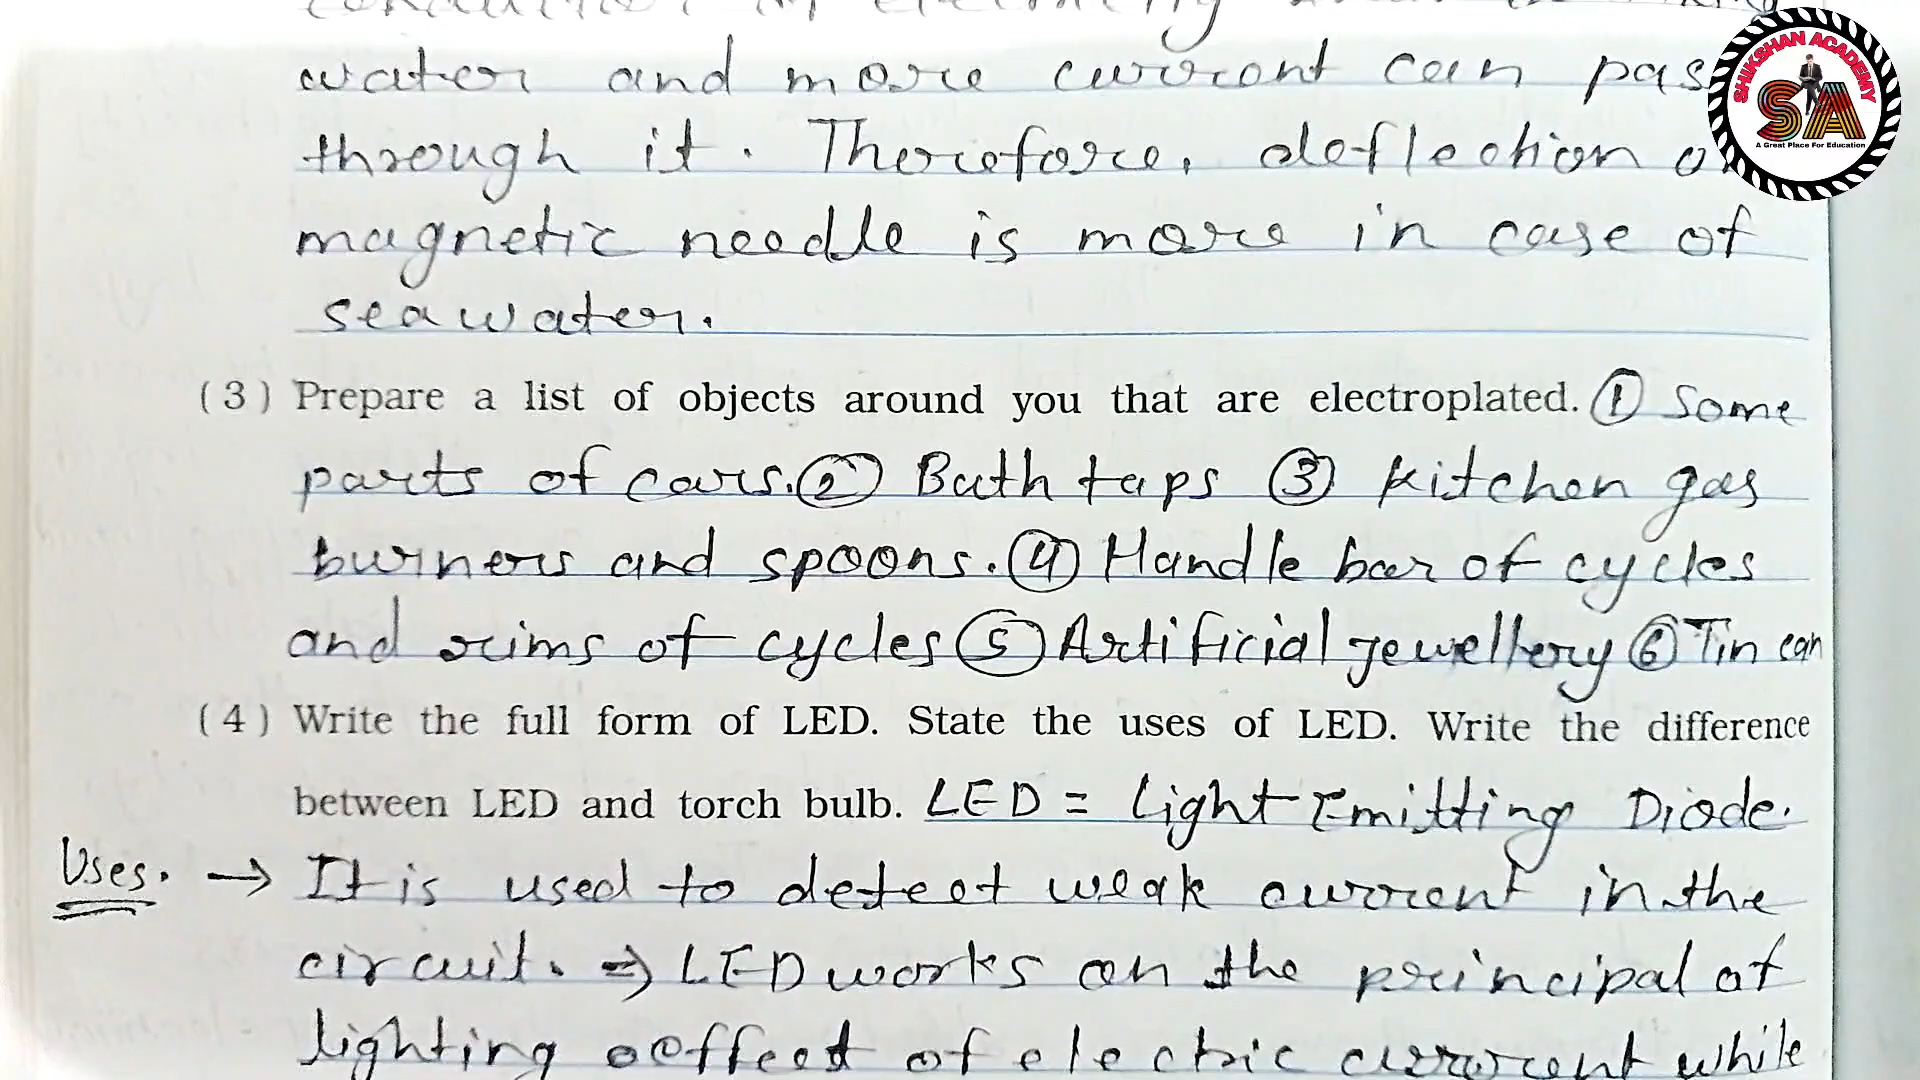 water and more current can pas
through it. Therefore, deflection o
magnetic needle is more in case of
sea water.
(3) Prepare a list of objects around you that are electroplated. ① Some
parts of cars. ② Bath taps ③ Kitchen gas
burners and spoons. ④ Handle bar of cycles
and rims of cycles ⑤ Artificial jewellery ⑥ Tin can
(4) Write the full form of LED. State the uses of LED. Write the difference
between LED and torch bulb. LED = Light Emitting Diode.
Uses. → It is used to detect weak current in the
circuit. ⇒ LED works on the principal of
lighting oeffect of electric current while
SHIKSHAN ACADEMY
SA
A Great Place For Education